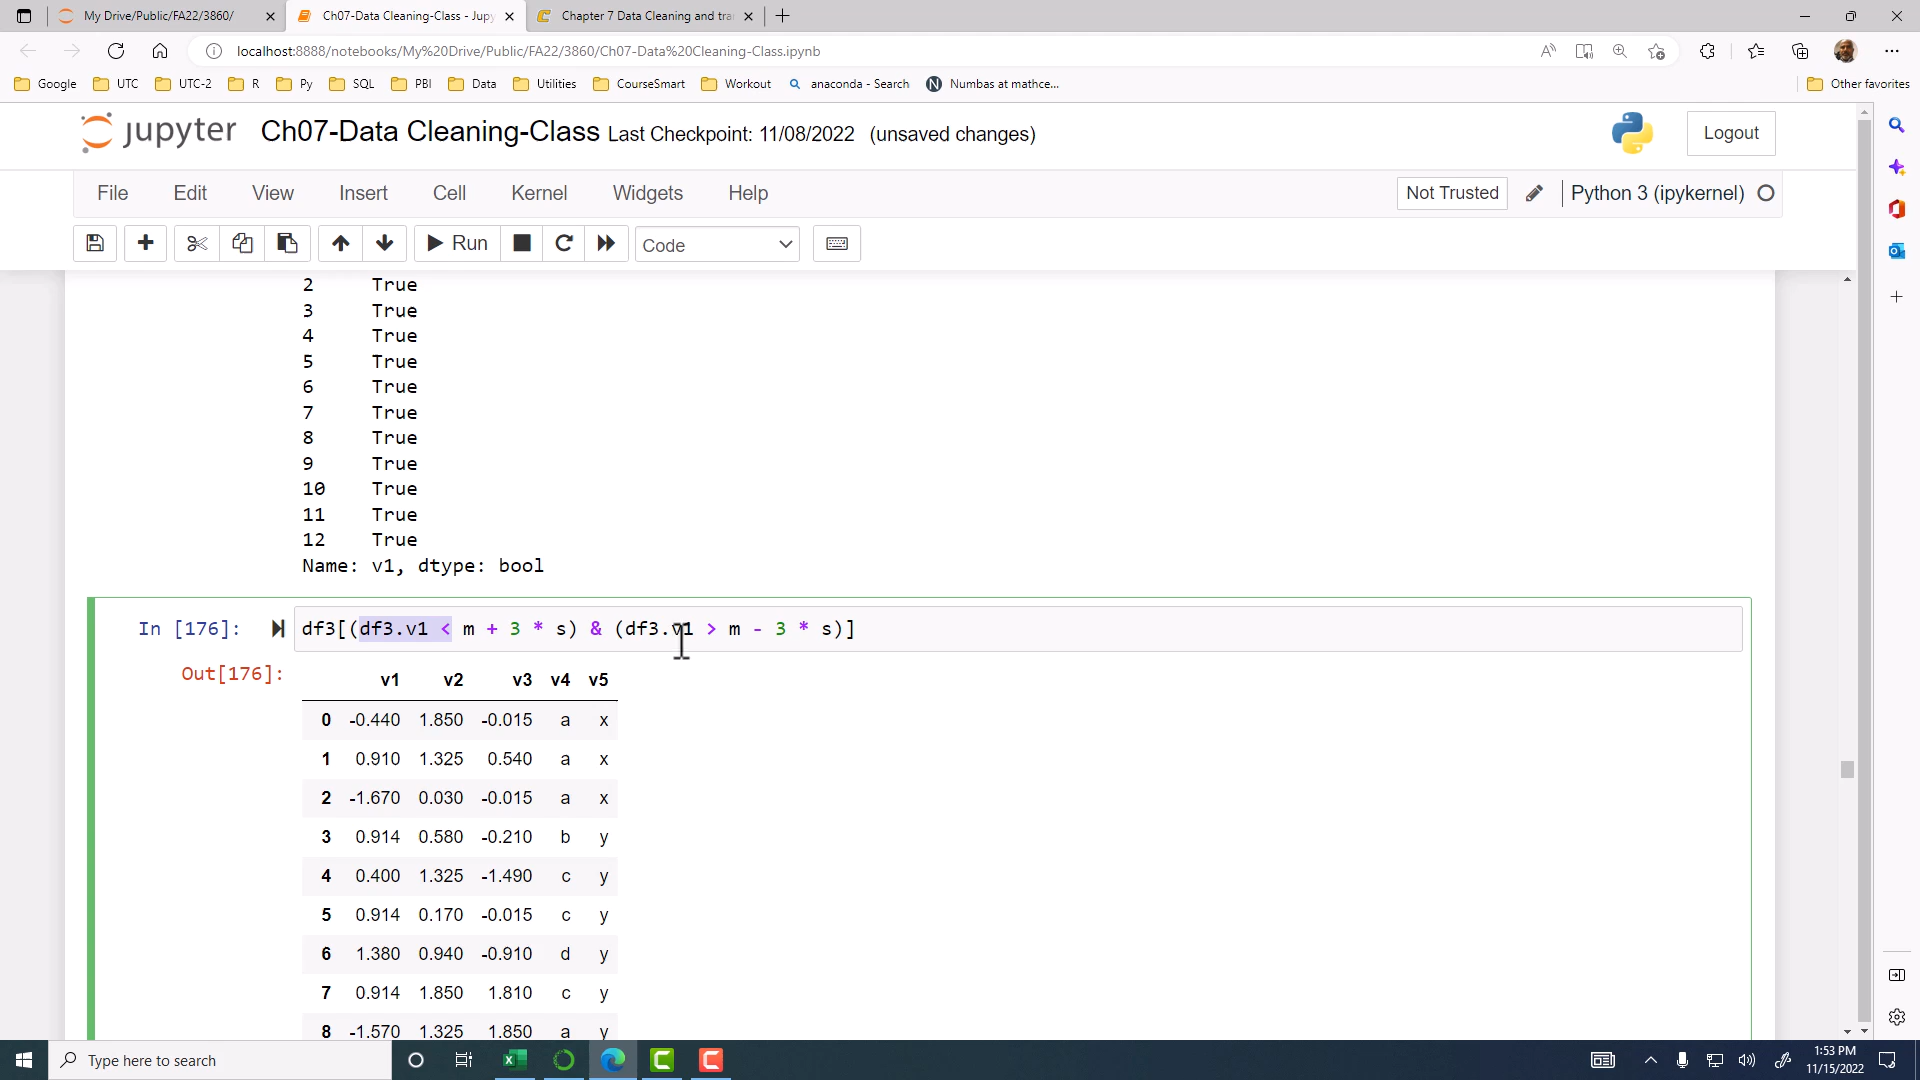 My Drive/Public/FA22/3860/
Ch07-Data Cleaning-Class - Jupy
Chapter 7 Data Cleaning and tra
localhost:8888/notebooks/My%20Drive/Public/FA22/3860/Ch07-Data%20Cleaning-Class.ipynb
Google UTC UTC-2 R Py SQL PBI Data Utilities CourseSmart Workout anaconda - Search Numbas at mathce... Other favorites
jupyter Ch07-Data Cleaning-Class Last Checkpoint: 11/08/2022 (unsaved changes) Logout
File Edit View Insert Cell Kernel Widgets Help Not Trusted Python 3 (ipykernel)
Run Code
2 True
3 True
4 True
5 True
6 True
7 True
8 True
9 True
10 True
11 True
12 True
Name: v1, dtype: bool
In [176]: df3[(df3.v1 < m + 3 * s) & (df3.v1 > m - 3 * s)]
Out[176]:
v1 v2 v3 v4 v5
0 -0.440 1.850 -0.015 a x
1 0.910 1.325 0.540 a x
2 -1.670 0.030 -0.015 a x
3 0.914 0.580 -0.210 b y
4 0.400 1.325 -1.490 c y
5 0.914 0.170 -0.015 c y
6 1.380 0.940 -0.910 d y
7 0.914 1.850 1.810 c y
8 -1.570 1.325 1.850 a y
Type here to search
1:53 PM
11/15/2022